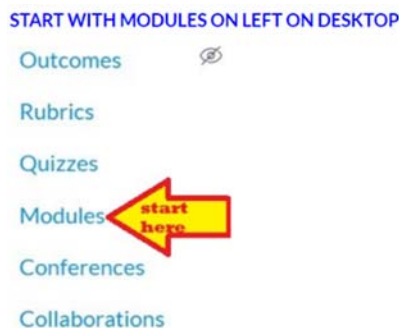 START WITH MODULES ON LEFT ON DESKTOP
Outcomes
Rubrics
Quizzes
Modules
start
here
Conferences
Collaborations